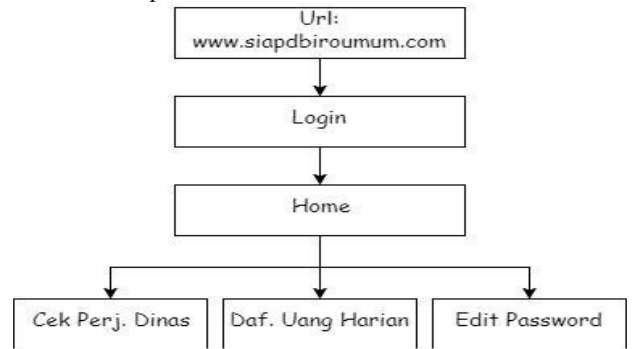 Url:
www.siapdbiroumum.com
Login
Home
Cek Perj. Dinas
Daf. Uang Harian
Edit Password